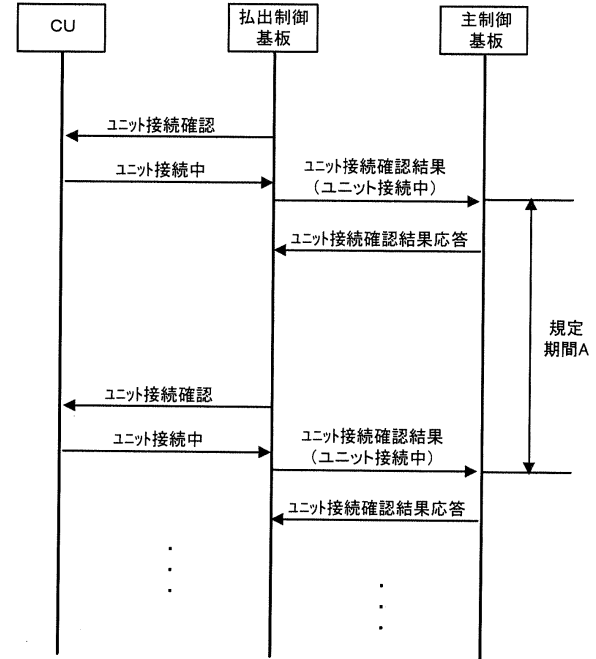 CU
払出制御
基板
主制御
基板
ユニット接続確認
ユニット接続中
ユニット接続確認結果
(ユニット接続中)
ユニット接続確認結果応答
規定
期間A
ユニット接続確認
ユニット接続中
ユニット接続確認結果
(ユニット接続中)
ユニット接続確認結果応答